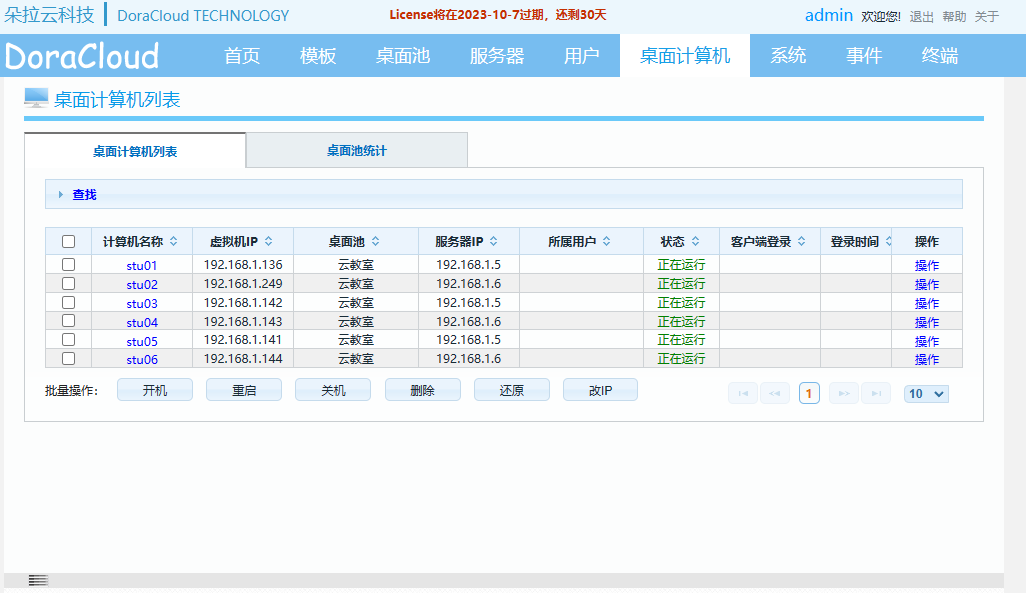 朵拉云科技 DoraCloud TECHNOLOGY License将在2023-10-7过期，还剩30天 admin 欢迎您! 退出 帮助 关于
DoraCloud 首页 模板 桌面池 服务器 用户 桌面计算机 系统 事件 终端
桌面计算机列表
桌面计算机列表 桌面池统计
查找
计算机名称 虚拟机IP 桌面池 服务器IP 所属用户 状态 客户端登录 登录时间 操作
stu01 192.168.1.136 云教室 192.168.1.5 正在运行 操作
stu02 192.168.1.249 云教室 192.168.1.6 正在运行 操作
stu03 192.168.1.142 云教室 192.168.1.5 正在运行 操作
stu04 192.168.1.143 云教室 192.168.1.6 正在运行 操作
stu05 192.168.1.141 云教室 192.168.1.5 正在运行 操作
stu06 192.168.1.144 云教室 192.168.1.6 正在运行 操作
批量操作: 开机 重启 关机 删除 还原 改IP 1 10